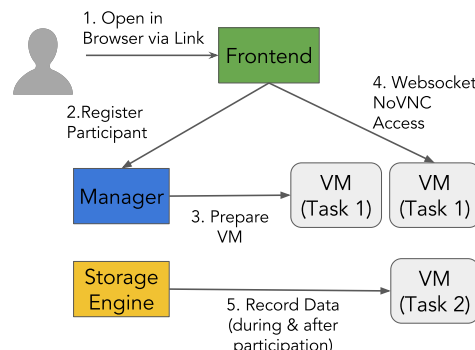 1. Open in
Browser via Link
Frontend
4. Websocket
NoVNC
Access
2.Register
Participant
Manager
VM
(Task 1)
VM
(Task 1)
3. Prepare
VM
Storage
Engine
VM
(Task 2)
5. Record Data
(during & after
participation)